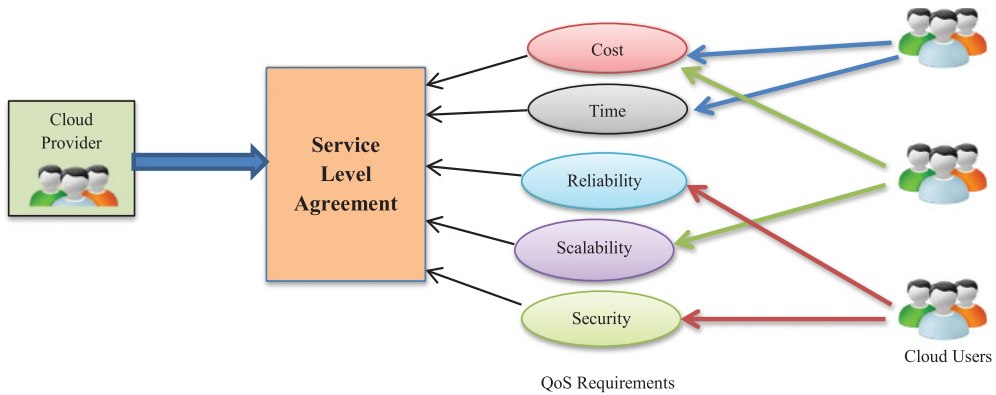 Cloud
Provider
Service
Level
Agreement
Cost
Time
Reliability
Scalability
Security
Cloud Users
QoS Requirements